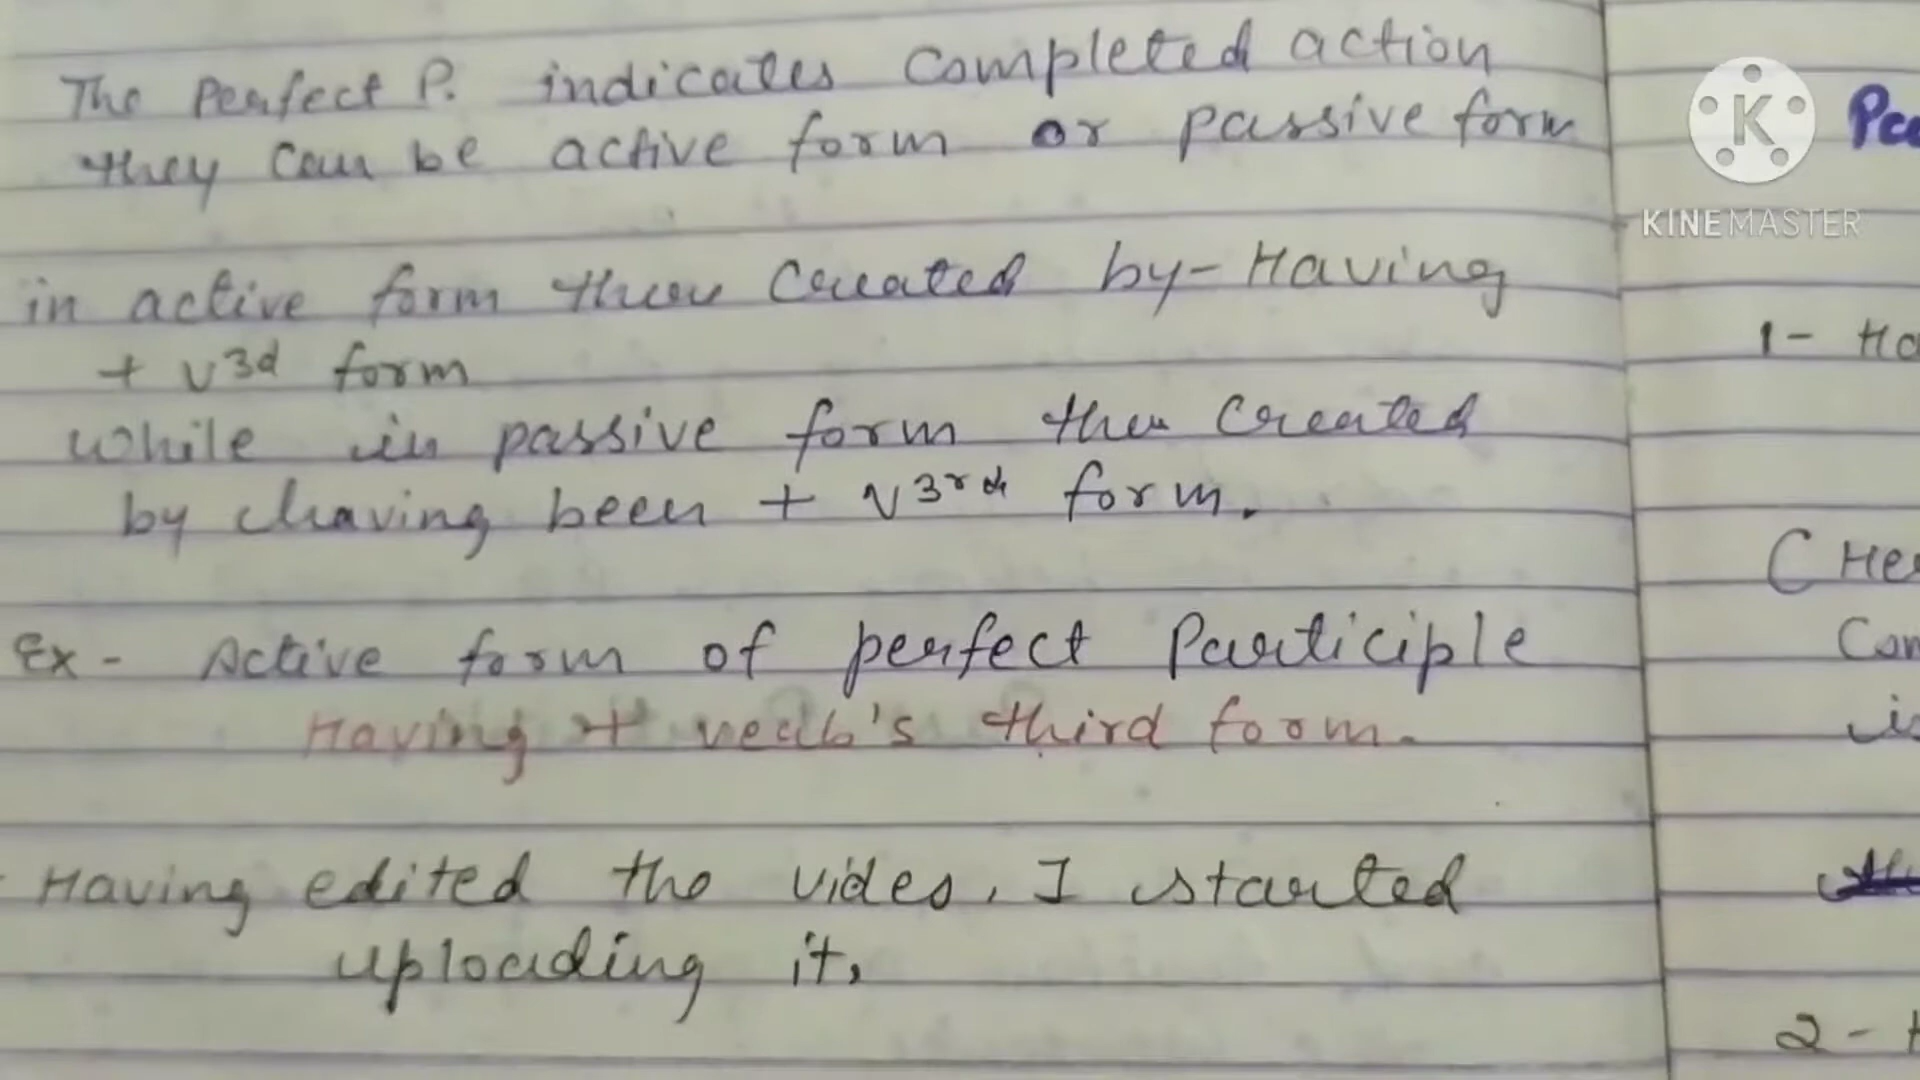 The Perfect P. indicates completed action
they can be active form or passive form
in active form then created by- Having
+ v3d form
while in passive form then created
by having been + v3rd form.
Ex- Active form of perfect Participle
Having + verb's third form.
Having edited the video, I started
uploading it.
K
KINEMASTER
1-
Com
is
2-